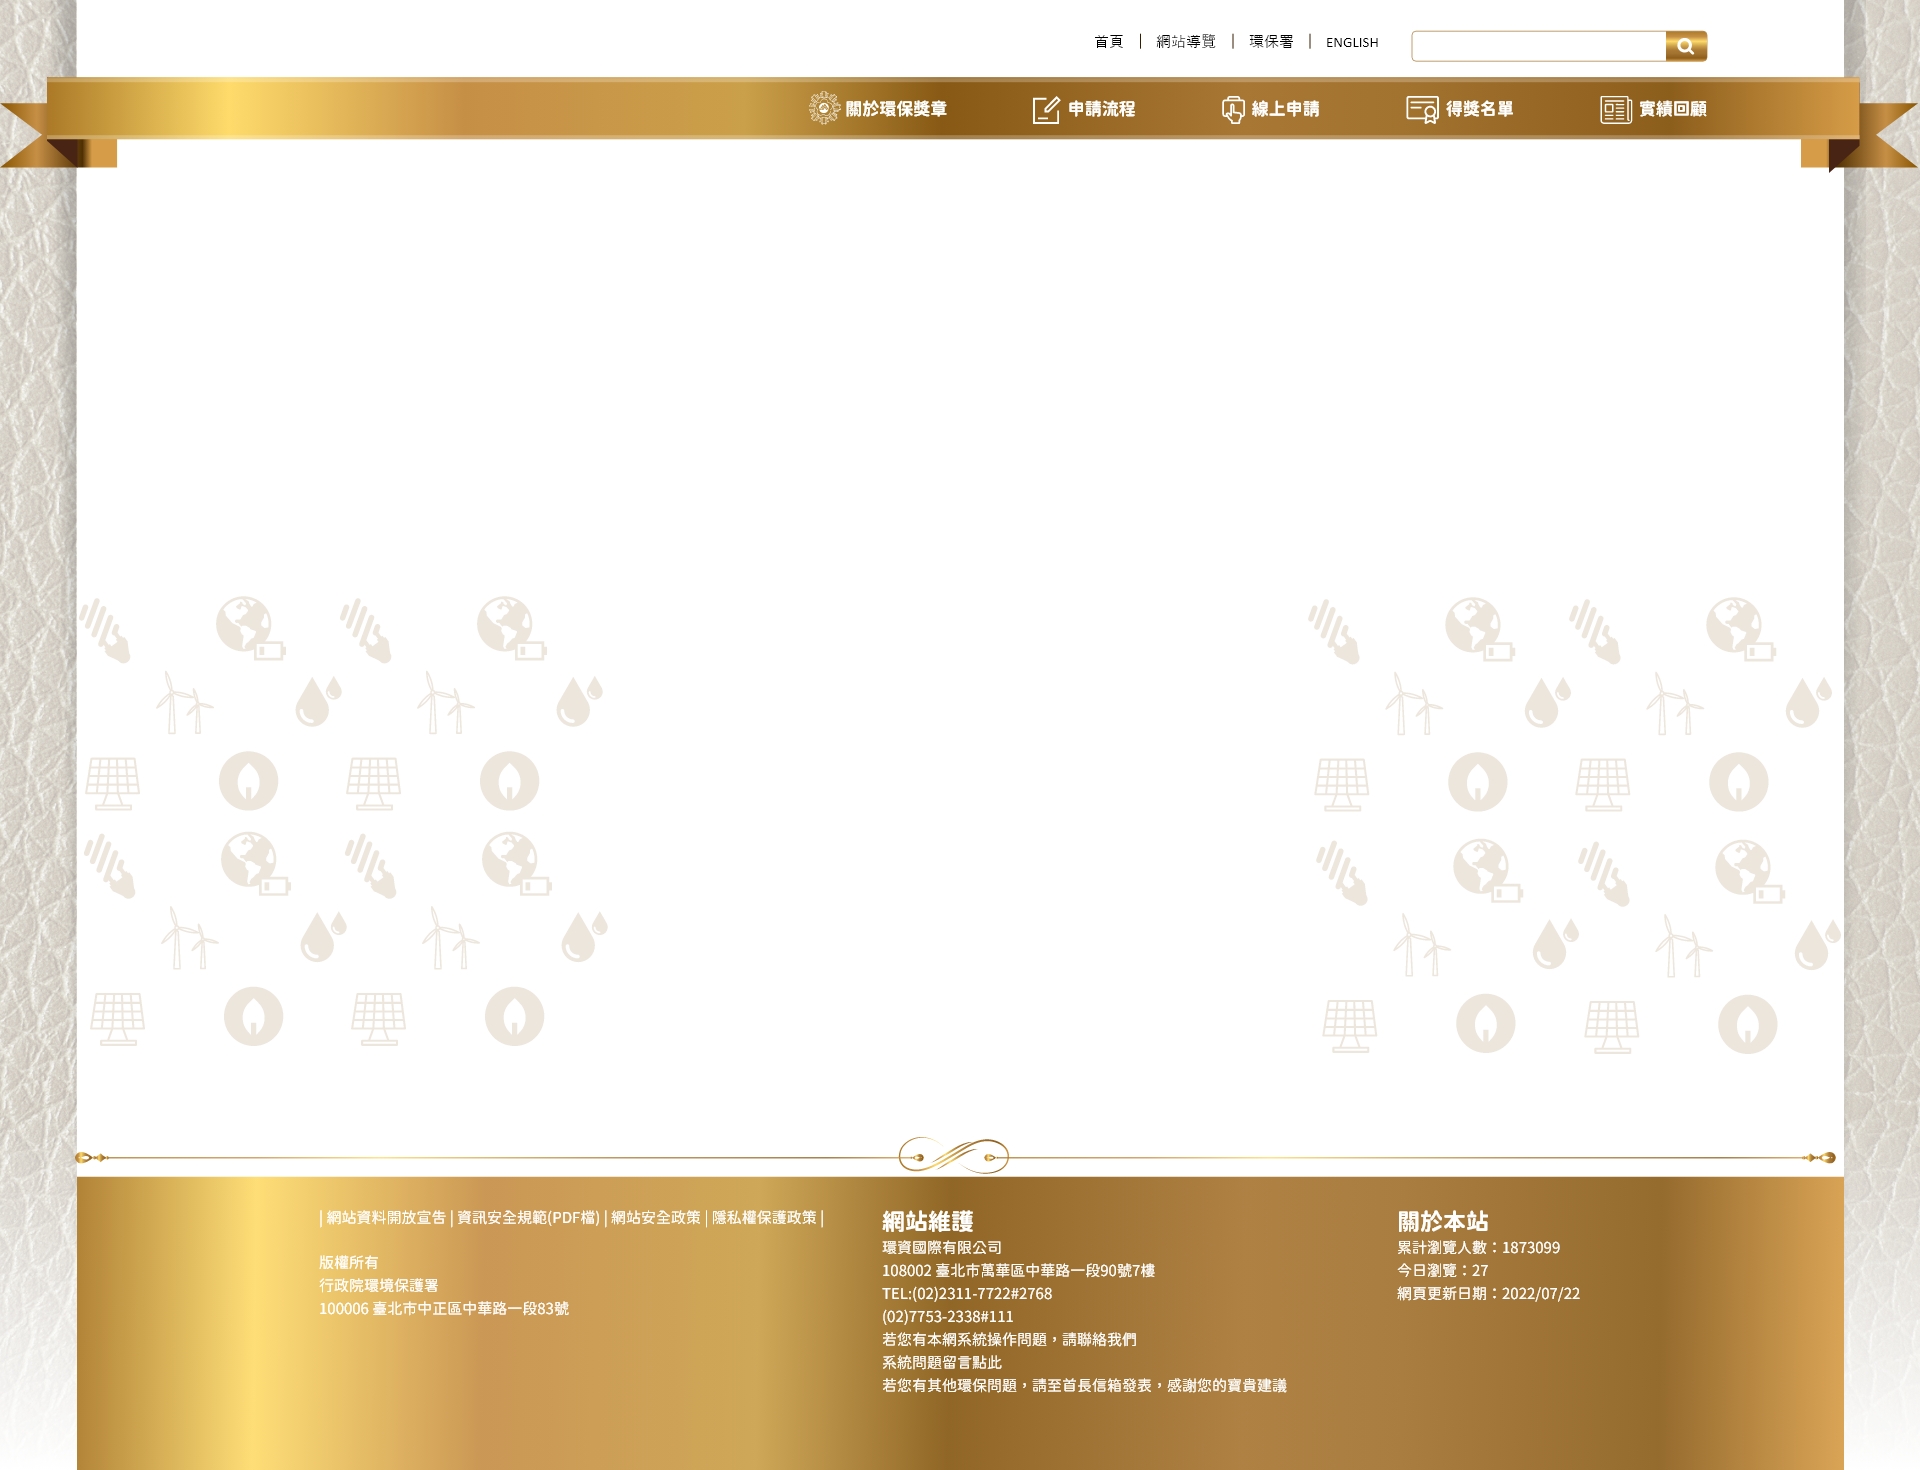 首頁 | 網站導覽 | 環保署 | ENGLISH
關於環保獎章 申請流程 線上申請 得獎名單 實績回顧
| 網站資料開放宣告 | 資訊安全規範(PDF檔) | 網站安全政策 | 隱私權保護政策 |
版權所有
行政院環境保護署
100006 臺北市中正區中華路一段83號
網站維護
環資國際有限公司
108002 臺北市萬華區中華路一段90號7樓
TEL:(02)2311-7722#2768
(02)7753-2338#111
若您有本網系統操作問題，請聯絡我們
系統問題留言點此
若您有其他環保問題，請至首長信箱發表，感謝您的寶貴建議
關於本站
累計瀏覽人數：1873099
今日瀏覽：27
網頁更新日期：2022/07/22